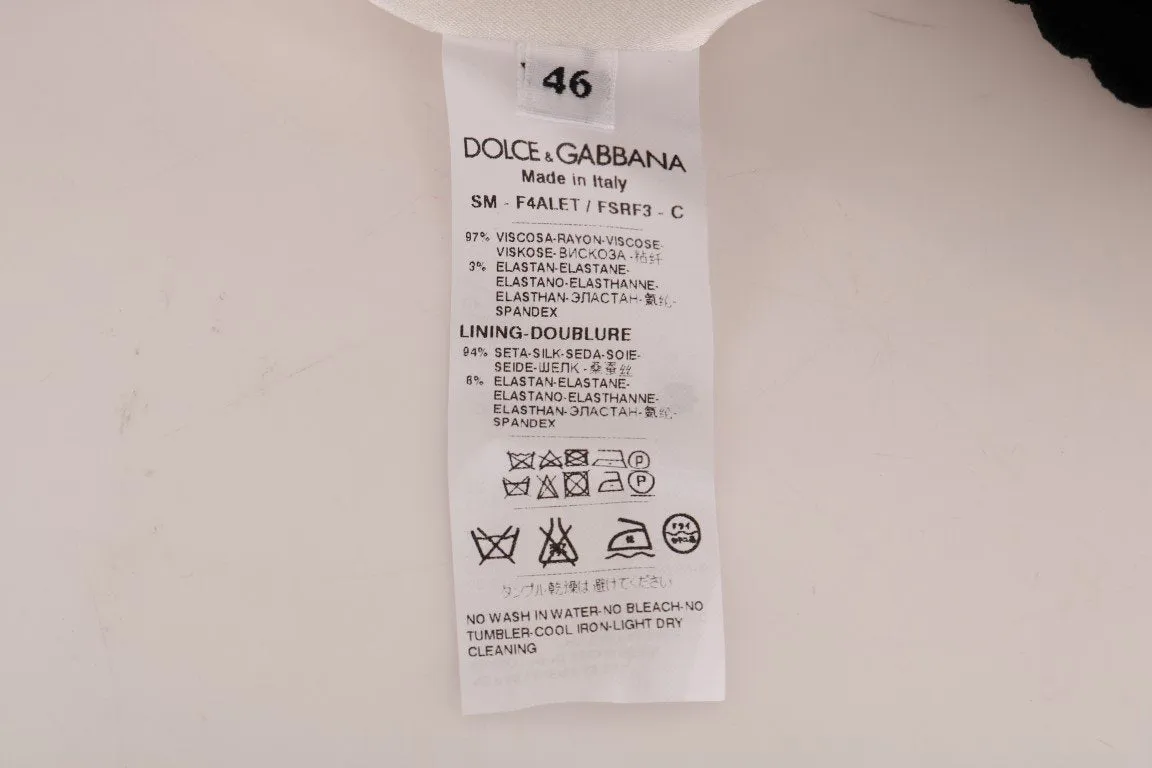 46
DOLCE & GABBANA
Made in Italy
SM - F4ALET / FSRF3 - C
97% VISCOSA-RAYON-VISCOSE-
VISKOSE-ВИСКОЗА-粘纤
3% ELASTAN-ELASTANE-
ELASTANO-ELASTHANNE-
ELASTHAN-ЭЛАСТАН-氨纶-
SPANDEX
LINING-DOUBLURE
94% SETA-SILK-SEDA-SOIE-
SEIDE-ШЕЛК-桑蚕丝
6% ELASTAN-ELASTANE-
ELASTANO-ELASTHANNE-
ELASTHAN-ЭЛАСТАН-氨纶-
SPANDEX
P
P
ドライ
タンブル乾燥は避けてください
NO WASH IN WATER-NO BLEACH-NO
TUMBLER-COOL IRON-LIGHT DRY
CLEANING